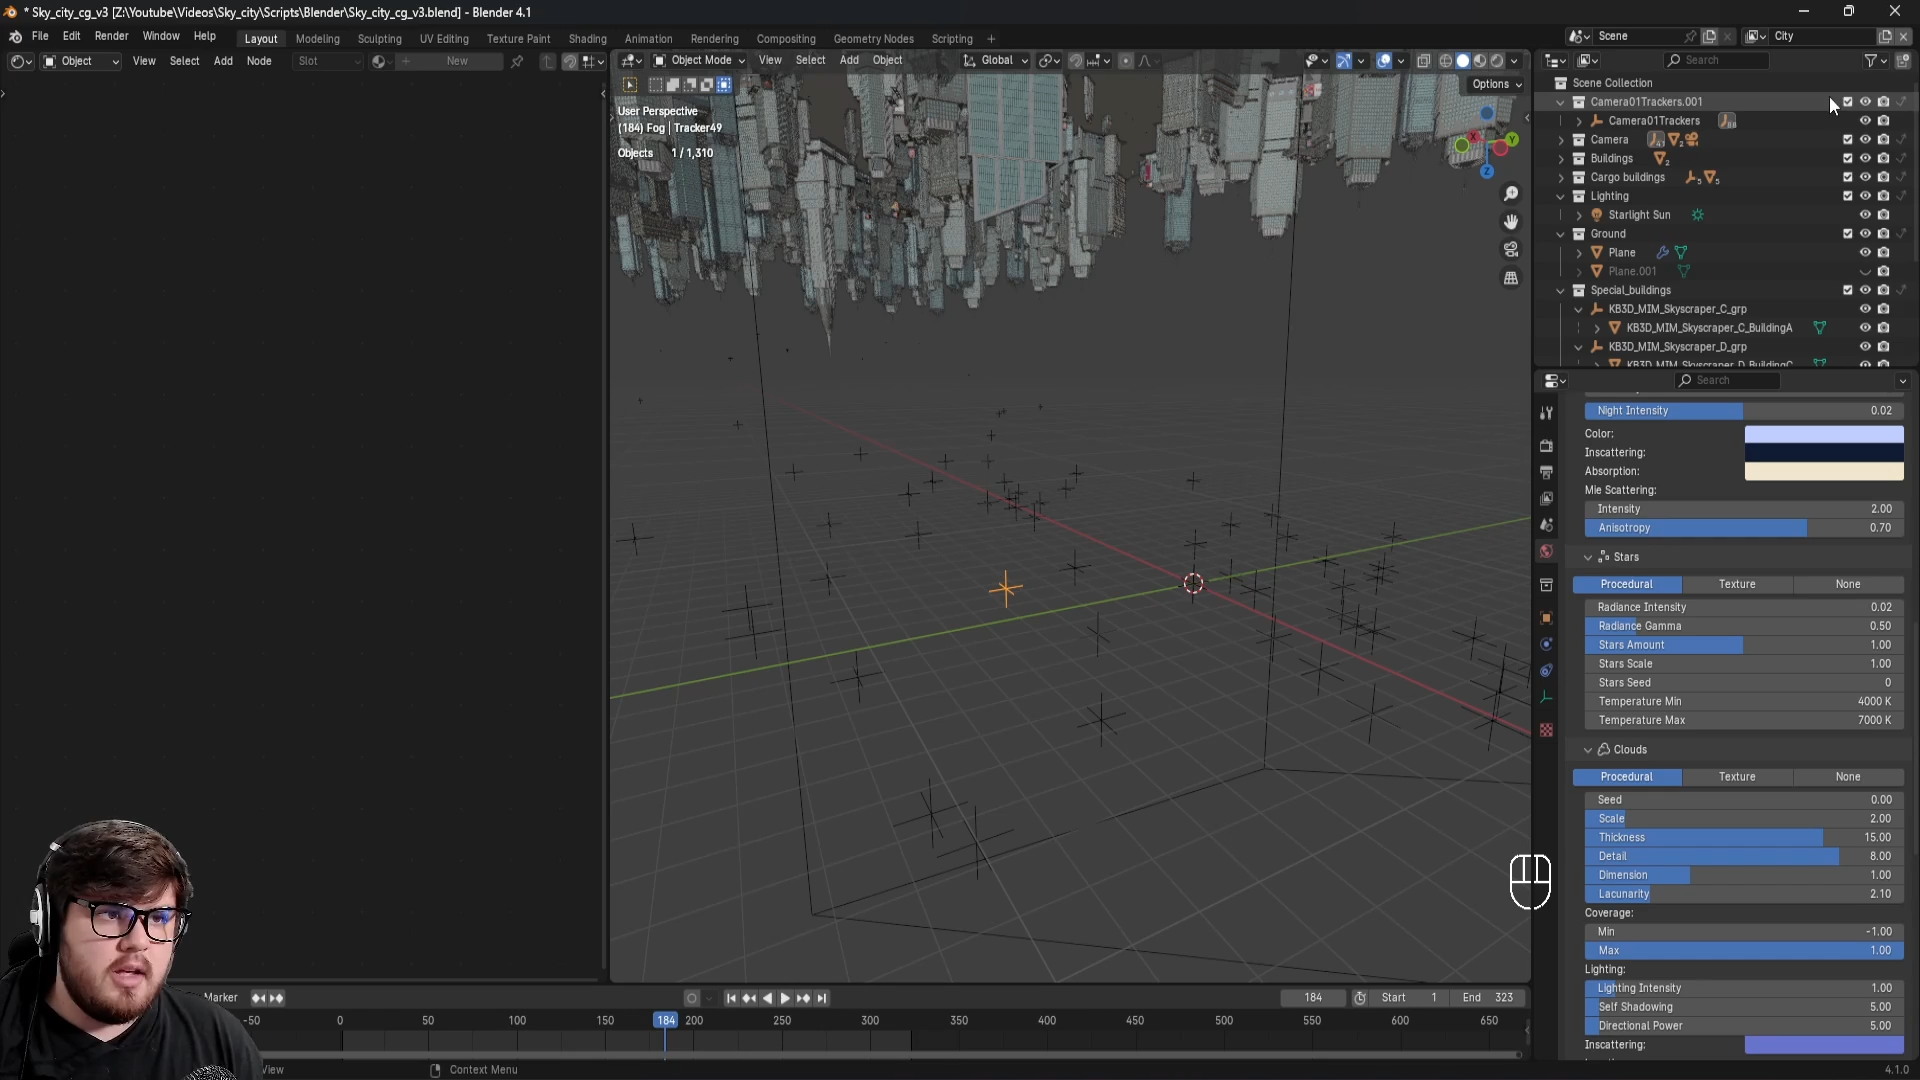 * Sky_city_cg_v3 [Z:\Youtube\Videos\Sky_city\Scripts\Blender\Sky_city_cg_v3.blend] - Blender 4.1
File Edit Render Window Help Layout Modeling Sculpting UV Editing Texture Paint Shading Animation Rendering Compositing Geometry Nodes Scripting + Scene City
Object View Select Add Node Slot New
Object Mode View Select Add Object Global
Search
Options
User Perspective
(184) Fog | Tracker49
Objects 1 / 1,310
X Y Z
Scene Collection
Camera01Trackers.001
Camera01Trackers
Camera
Buildings 2
Cargo buildings 5 5
Lighting
Starlight Sun
Ground
Plane
Plane.001
Special_buildings
KB3D_MIM_Skyscraper_C_grp
KB3D_MIM_Skyscraper_C_BuildingA
KB3D_MIM_Skyscraper_D_grp
KB3D_MIM_Skyscraper_D_BuildingC
Search
Night Intensity 0.02
Color:
Inscattering:
Absorption:
Mie Scattering:
Intensity 2.00
Anisotropy 0.70
Stars
Procedural Texture None
Radiance Intensity 0.02
Radiance Gamma 0.50
Stars Amount 1.00
Stars Scale 1.00
Stars Seed 0
Temperature Min 4000 K
Temperature Max 7000 K
Clouds
Procedural Texture None
Seed 0.00
Scale 2.00
Thickness 15.00
Detail 8.00
Dimension 1.00
Lacunarity 2.10
Coverage:
Min -1.00
Max 1.00
Lighting:
Lighting Intensity 1.00
Self Shadowing 5.00
Directional Power 5.00
Inscattering:
Marker 184 Start 1 End 323
-50 0 50 100 150 184 200 250 300 350 400 450 500 550 600 650
View Context Menu 4.1.0